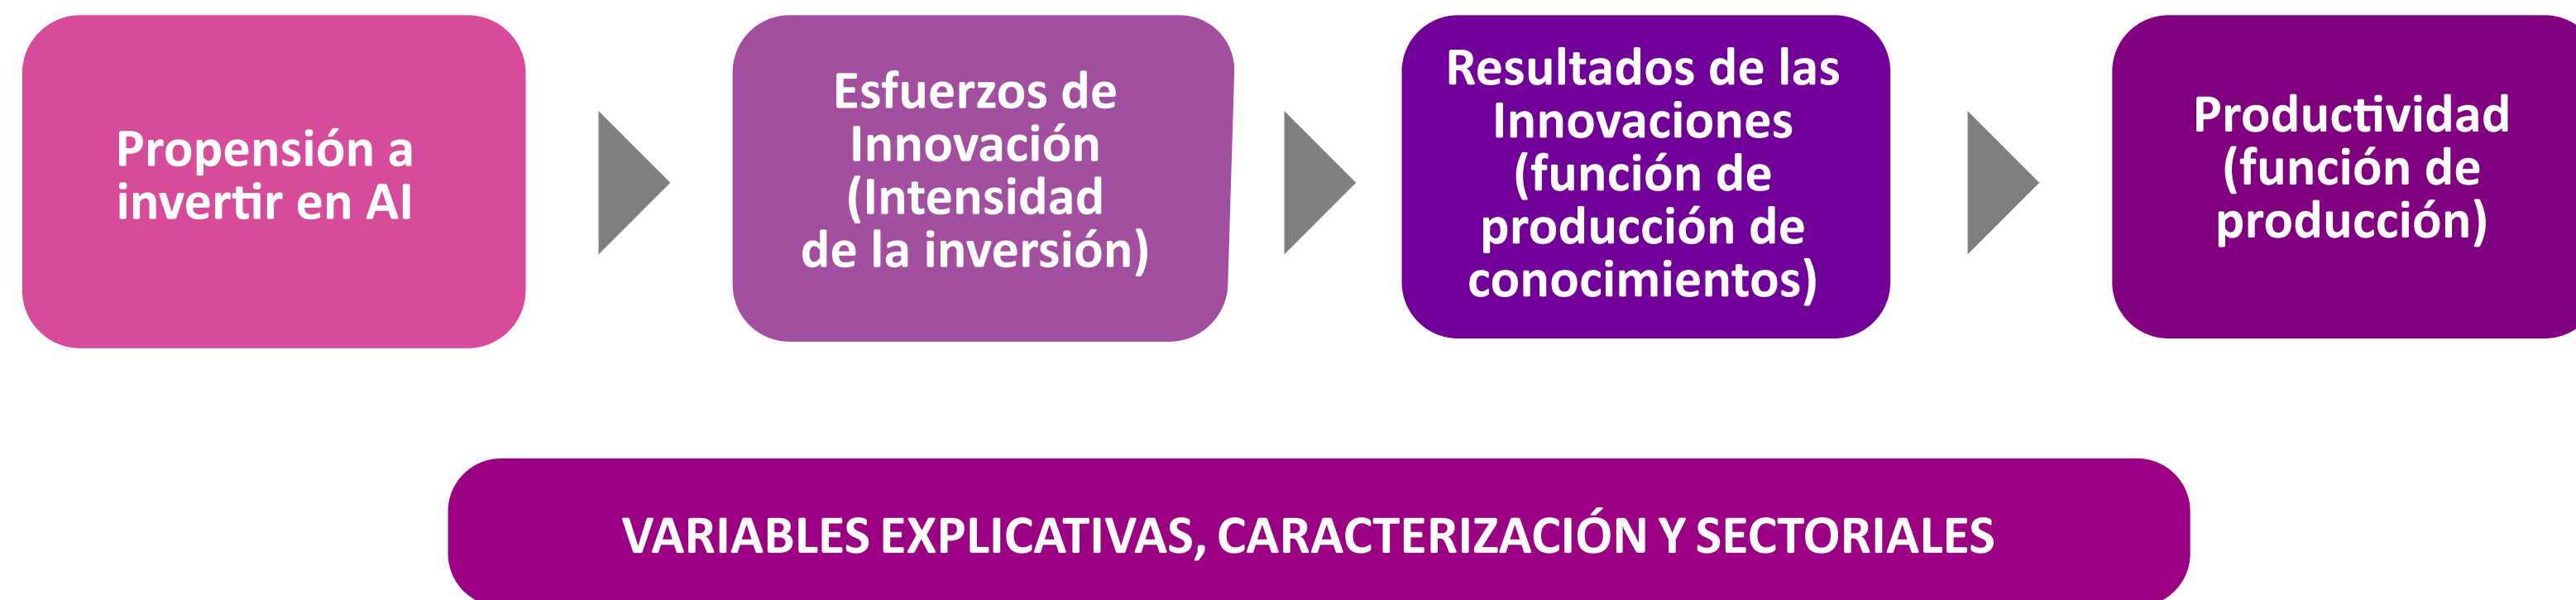 Propensión a
invertir en AI
Esfuerzos de
Innovación
(Intensidad
de la inversión)
Resultados de las
Innovaciones
(función de
producción de
conocimientos)
Productividad
(función de
producción)
VARIABLES EXPLICATIVAS, CARACTERIZACIÓN Y SECTORIALES